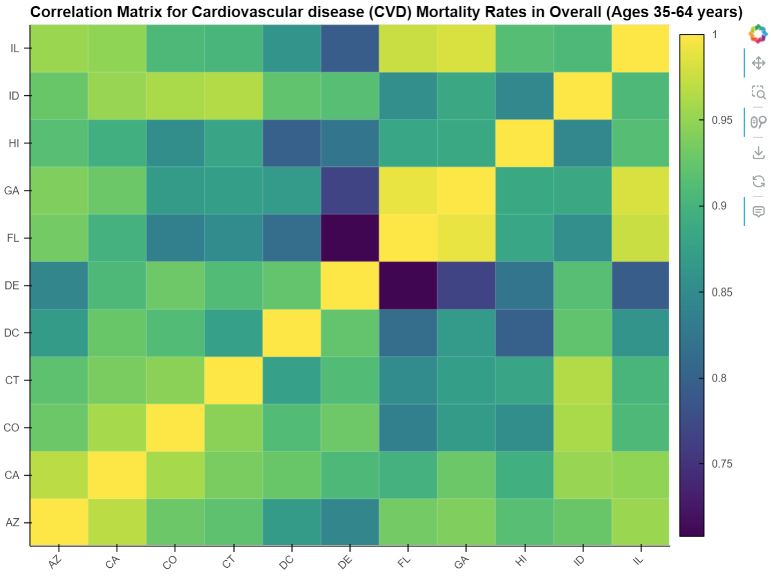 Correlation Matrix for Cardiovascular disease (CVD) Mortality Rates in Overall (Ages 35-64 years)
IL
ID
HI
GA
FL
DE
DC
CT
CO
CA
AZ
AZ CA CO CT DC DE FL GA HI ID IL
1
0.95
0.9
0.85
0.8
0.75